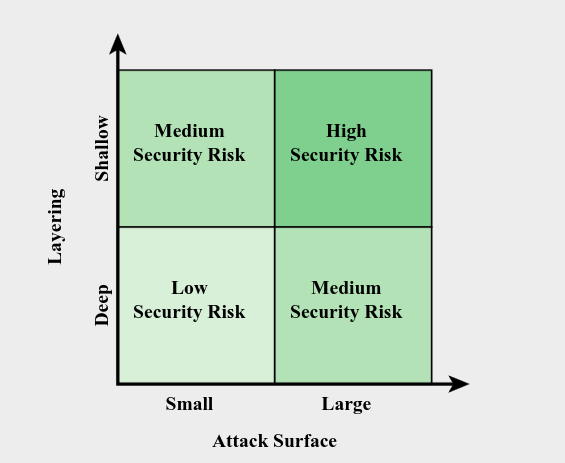 Medium
Security Risk
High
Security Risk
Shallow
Layering
Low
Security Risk
Medium
Security Risk
Deep
Small
Large
Attack Surface